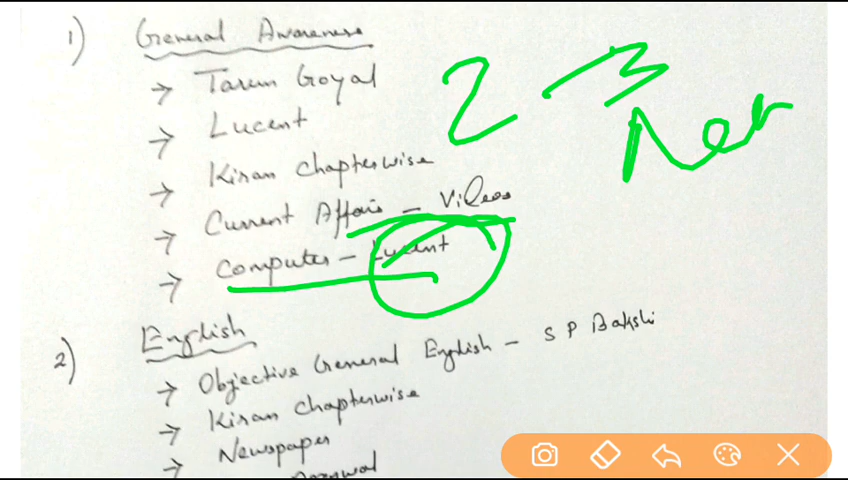 1) General Awareness
→ Tarun Goyal
→ Lucent
→ Kiran Chapterwise
→ Current Affairs - Videos
→ Computer - Lucent
2 - 3
2) English
→ Objective General English - S P Bakshi
→ Kiran Chapterwise
→ Newspaper